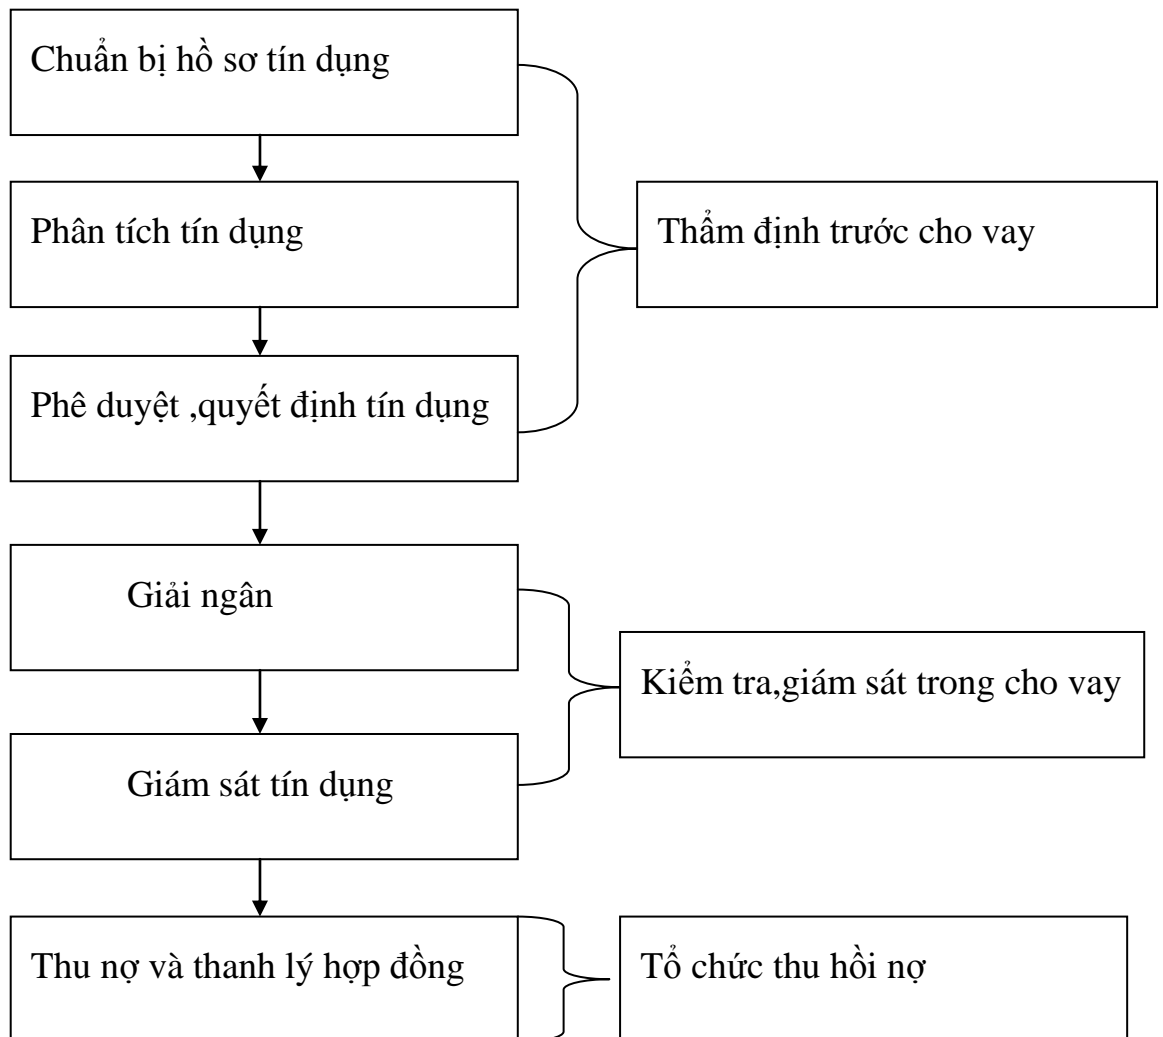 Chuẩn bị hồ sơ tín dụng
Phân tích tín dụng
Thẩm định trước cho vay
Phê duyệt ,quyết định tín dụng
Giải ngân
Kiểm tra,giám sát trong cho vay
Giám sát tín dụng
Thu nợ và thanh lý hợp đồng
Tổ chức thu hồi nợ